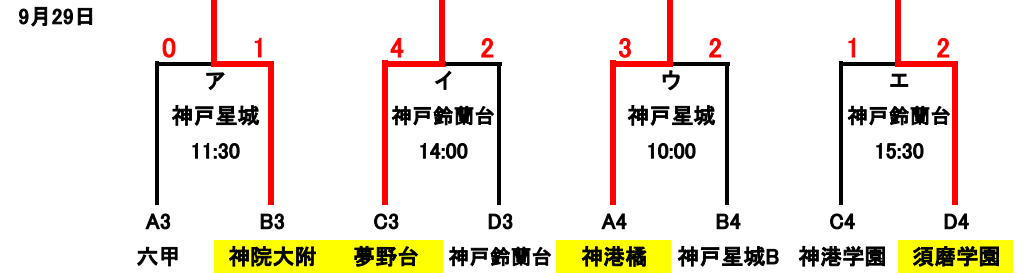 9月29日
0 1 4 2 3 2 1 2
ア イ ウ エ
神戸星城 神戸鈴蘭台 神戸星城 神戸鈴蘭台
11:30 14:00 10:00 15:30
A3 B3 C3 D3 A4 B4 C4 D4
六甲 神院大附 夢野台 神戸鈴蘭台 神港橘 神戸星城B 神港学園 須磨学園